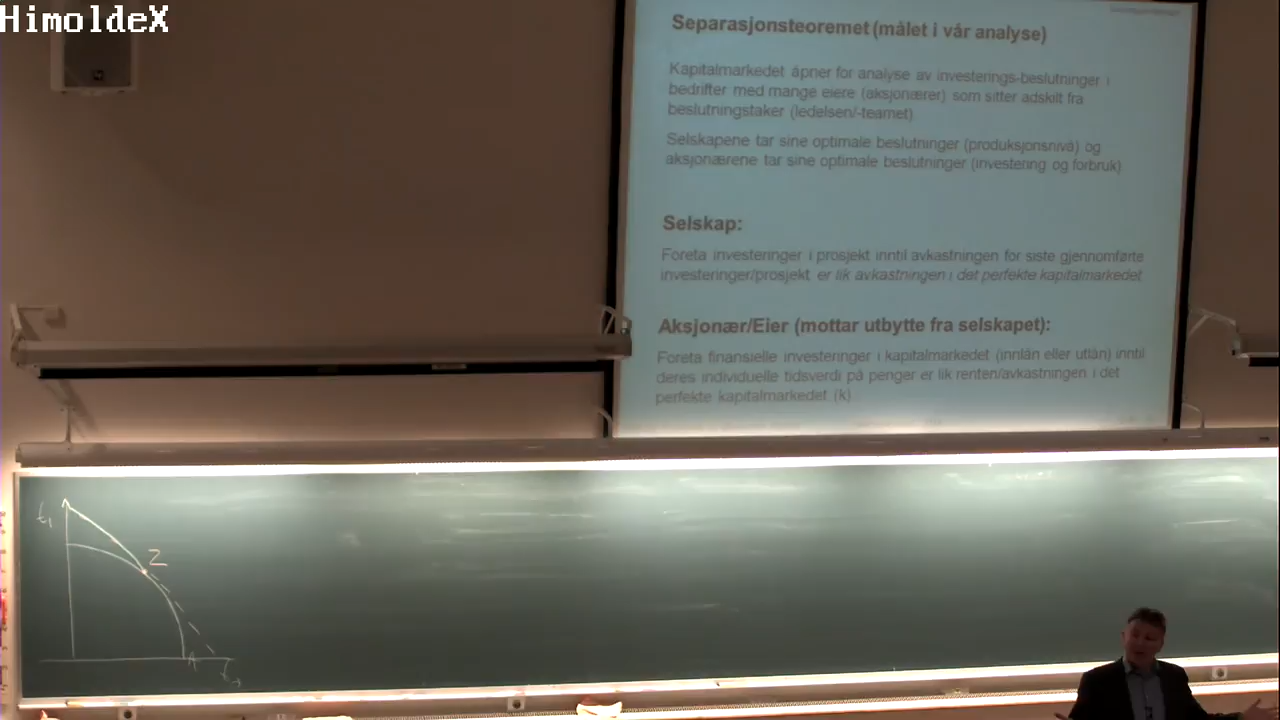 HimoldeX
Separasjonsteoremet (målet i vår analyse)
Kapitalmarkedet åpner for analyse av investerings-beslutninger i
bedrifter med mange eiere (aksjonærer) som sitter adskilt fra
beslutningstaker (ledelsen/-teamet)
Selskapene tar sine optimale beslutninger (produksjonsnivå) og
aksjonærene tar sine optimale beslutninger (investering og forbruk)
Selskap:
Foreta investeringer i prosjekt inntil avkastningen for siste gjennomførte
investeringer/prosjekt er lik avkastningen i det perfekte kapitalmarkedet
Aksjonær/Eier (mottar utbytte fra selskapet):
Foreta finansielle investeringer i kapitalmarkedet (innlån eller utlån) inntil
deres individuelle tidsverdi på penger er lik renten/avkastningen i det
perfekte kapitalmarkedet (k)
t₁
Z
A